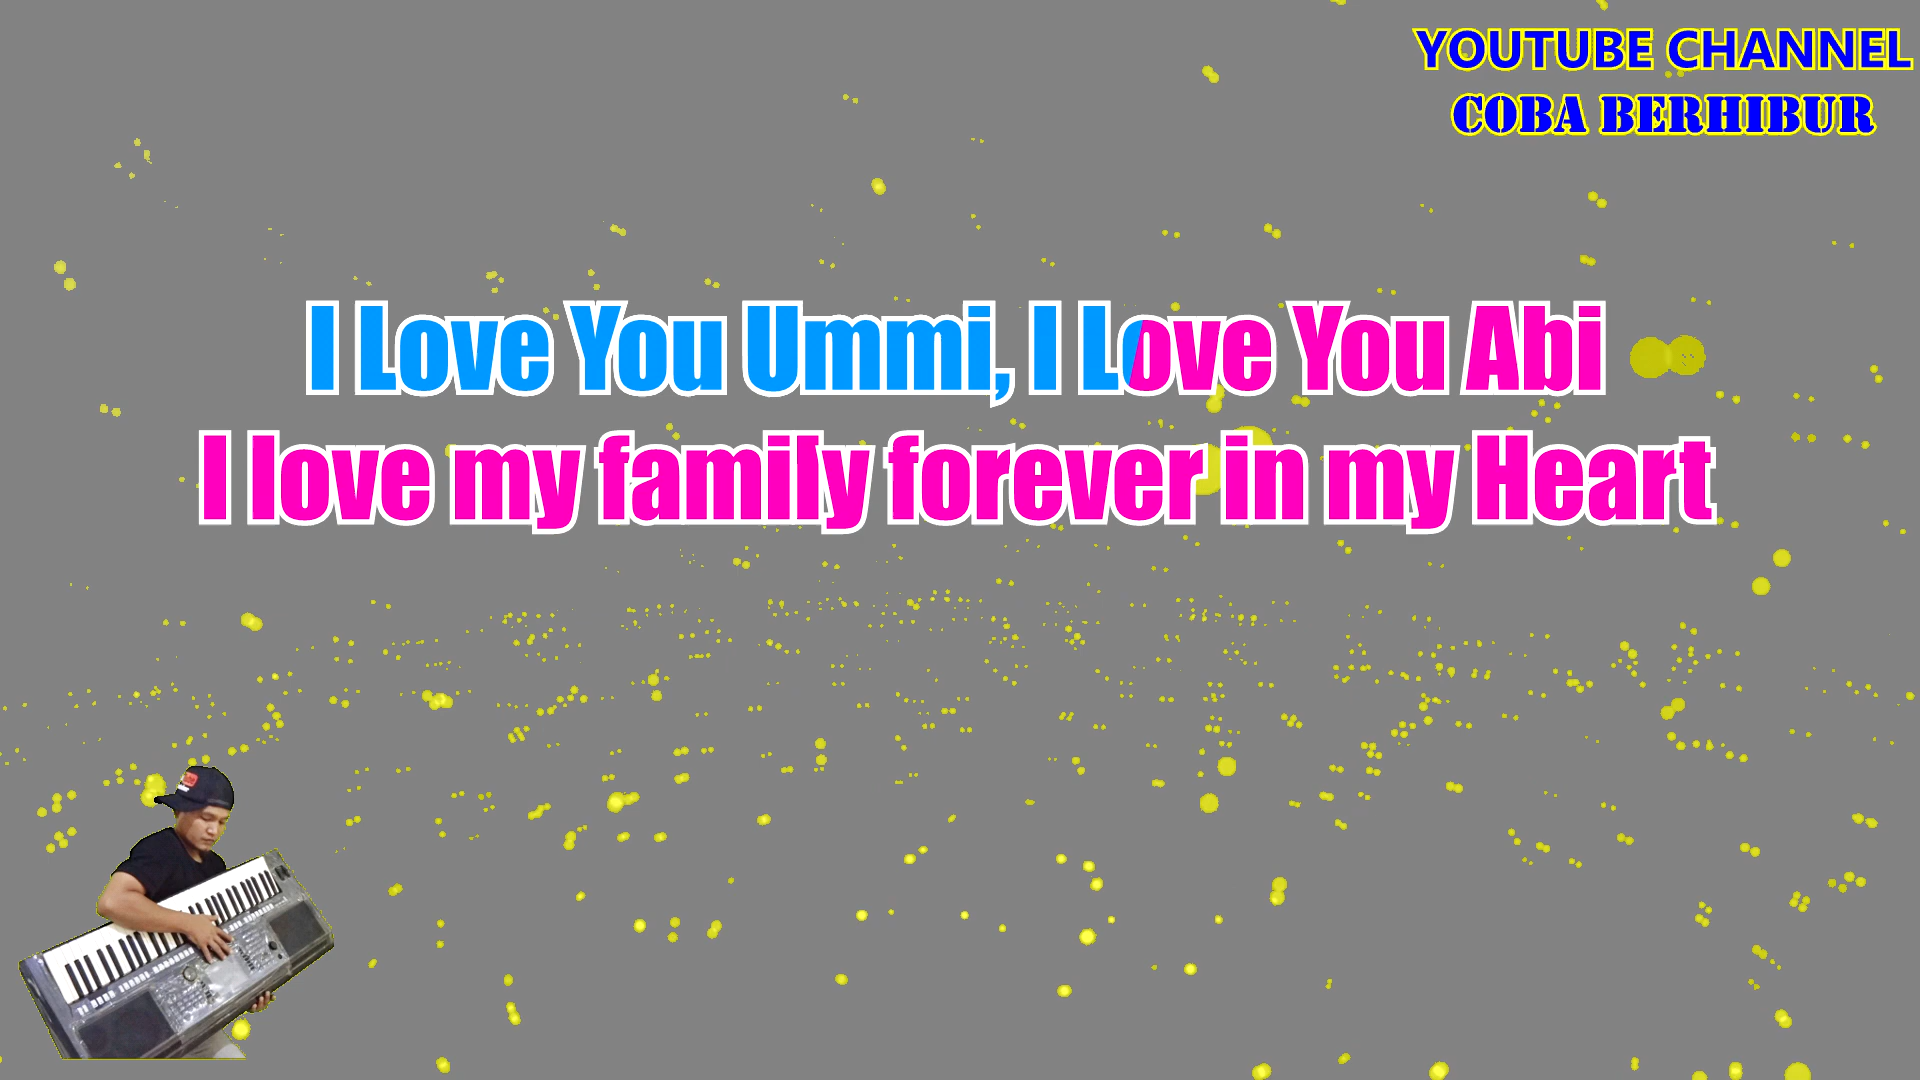 YOUTUBE CHANNEL
COBA BERHIBUR
I Love You Ummi, I Love You Abi
I love my family forever in my Heart